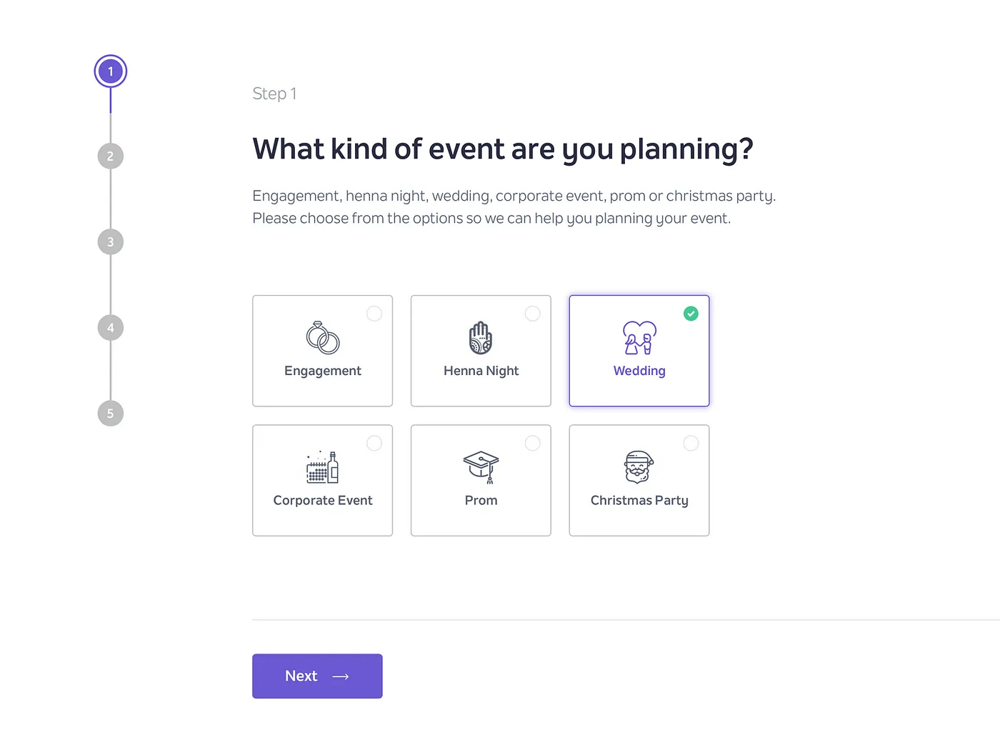 1
2
3
4
5
Step 1
What kind of event are you planning?
Engagement, henna night, wedding, corporate event, prom or christmas party.
Please choose from the options so we can help you planning your event.
Engagement
Henna Night
Wedding
Corporate Event
Prom
Christmas Party
Next